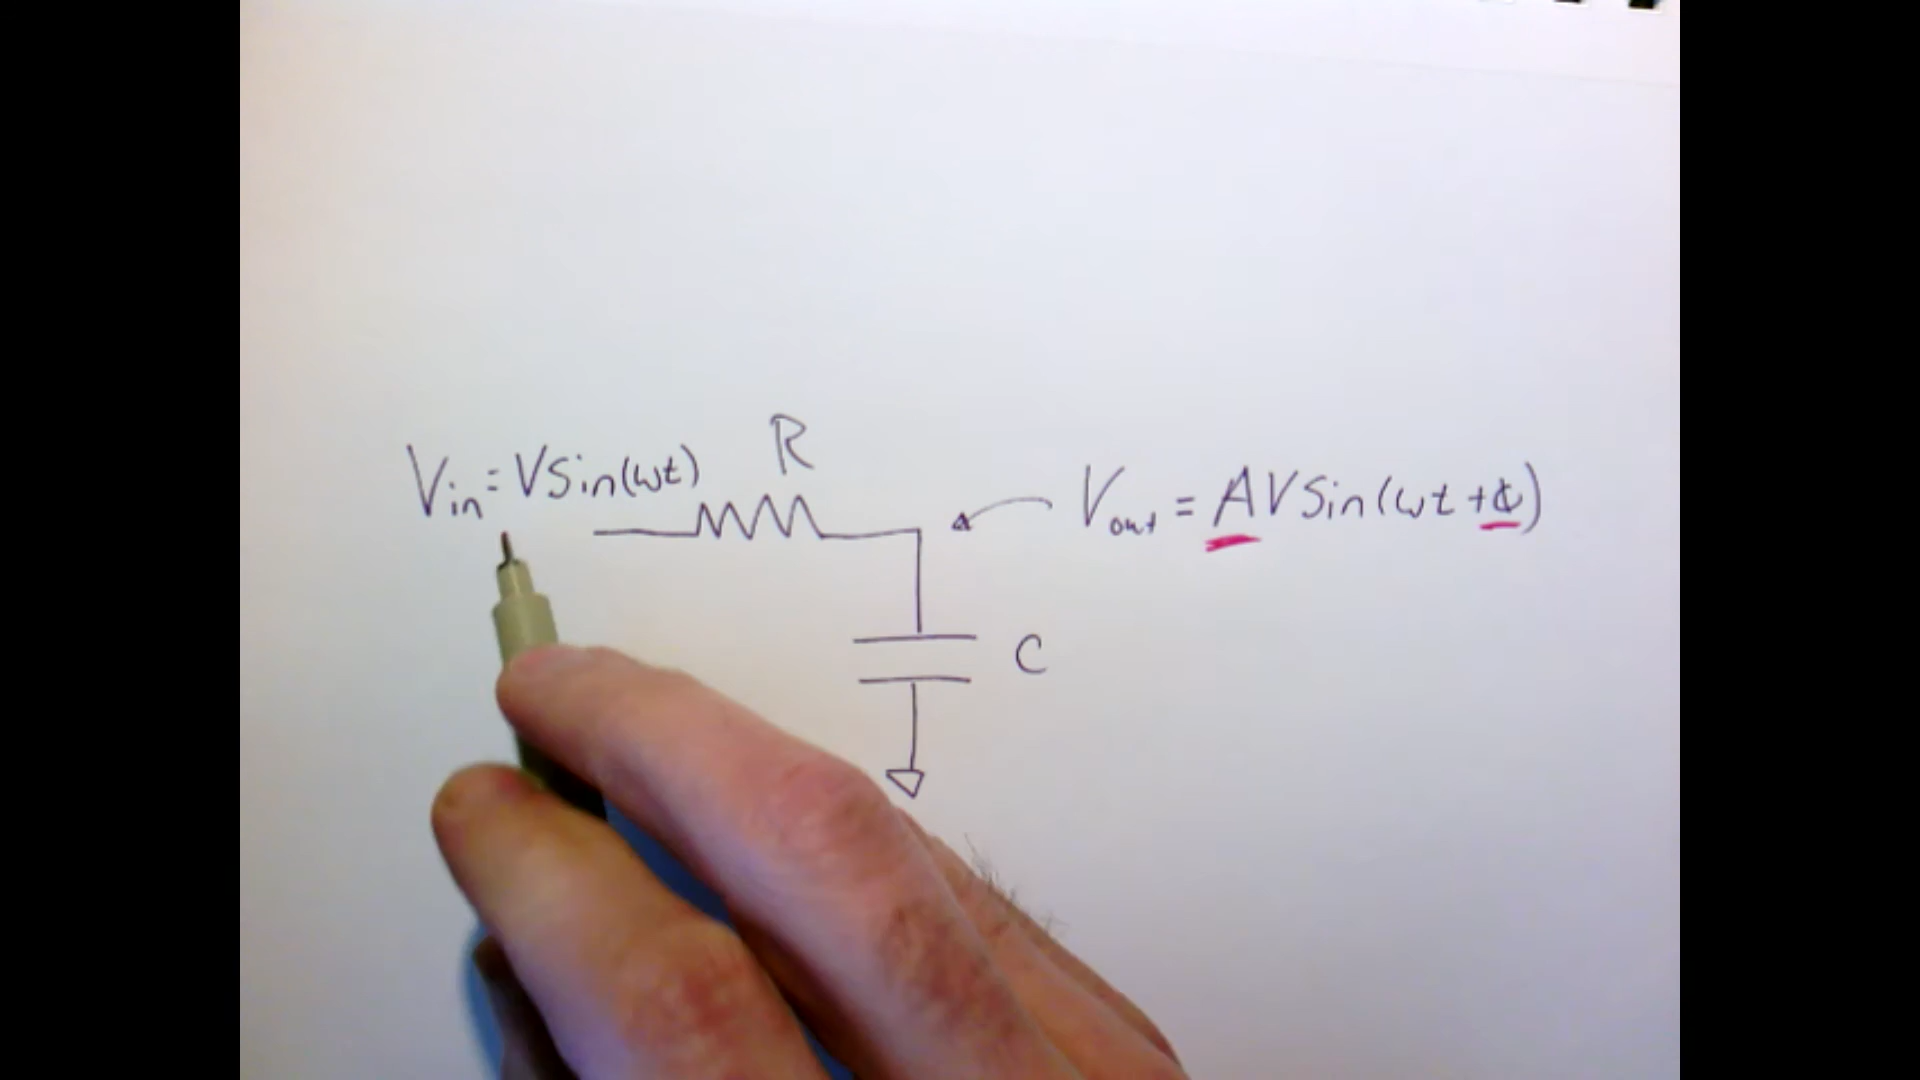 R
Vin = VSin(ωt)
Vout = AVSin(ωt + Φ)
C